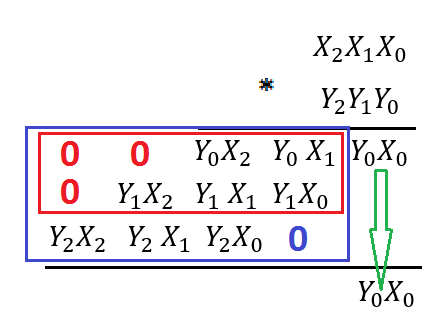 X₂X₁X₀
* Y₂Y₁Y₀
0 0 Y₀X₂ Y₀ X₁ Y₀X₀
0 Y₁X₂ Y₁ X₁ Y₁X₀
Y₂X₂ Y₂ X₁ Y₂X₀ 0
Y₀X₀